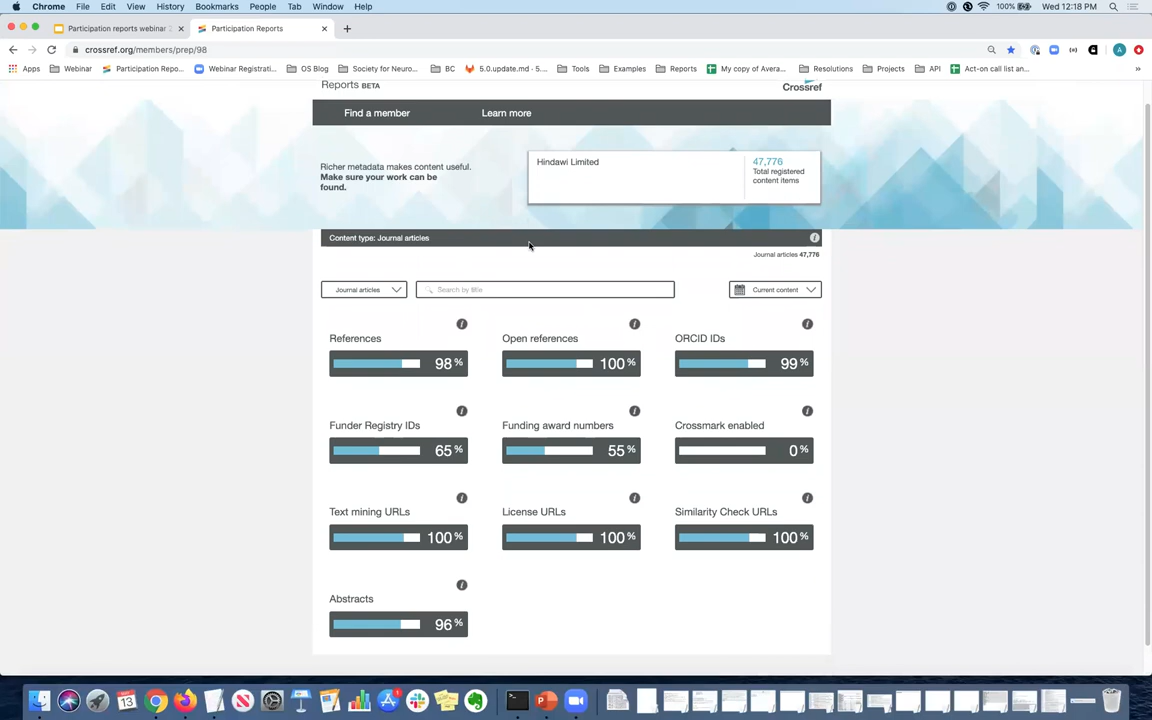 Chrome File Edit View History Bookmarks People Tab Window Help 100% Wed 12:18 PM
Participation reports webinar 2 Participation Reports
crossref.org/members/prep/98
Apps Webinar Participation Repo... Webinar Registrati... OS Blog Society for Neuro... BC 5.0.update.md · 5.... Tools Examples Reports My copy of Avera... Resolutions Projects API Act-on call list an...
Reports BETA
Crossref
Find a member Learn more
Richer metadata makes content useful.
Make sure your work can be
found.
Hindawi Limited
47,776
Total registered
content items
Content type: Journal articles
Journal articles 47,776
Journal articles Search by title Current content
References Open references ORCID IDs
98 % 100 % 99 %
Funder Registry IDs Funding award numbers Crossmark enabled
65 % 55 % 0 %
Text mining URLs License URLs Similarity Check URLs
100 % 100 % 100 %
Abstracts
96 %